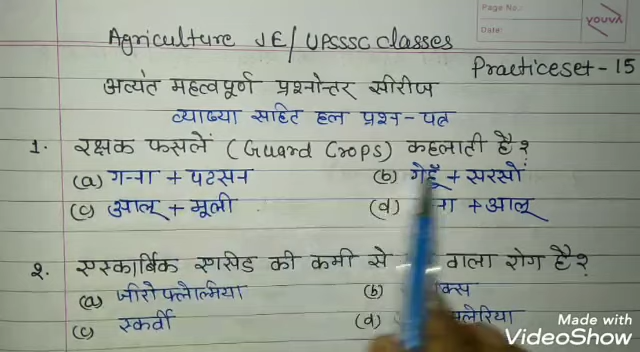 Page No.:
Date:
youva
Agriculture JE/UPSSSC classes
Practice set - 15
अत्यंत महत्वपूर्ण प्रश्नोत्तर सीरीज
व्याख्या सहित हल प्रश्न - पत्र
1. रक्षक फसलें (Guard Crops) कहलाती है?
(a) गन्ना + पटसन (b) गेहूँ + सरसों
(c) आलू + मूली (d) + आलू
2. एस्कार्बिक एसिड की कमी से वाला रोग है?
(a) जीरोफ्थेल्मिया (b)
(c) स्कर्वी (d)
Made with
VideoShow